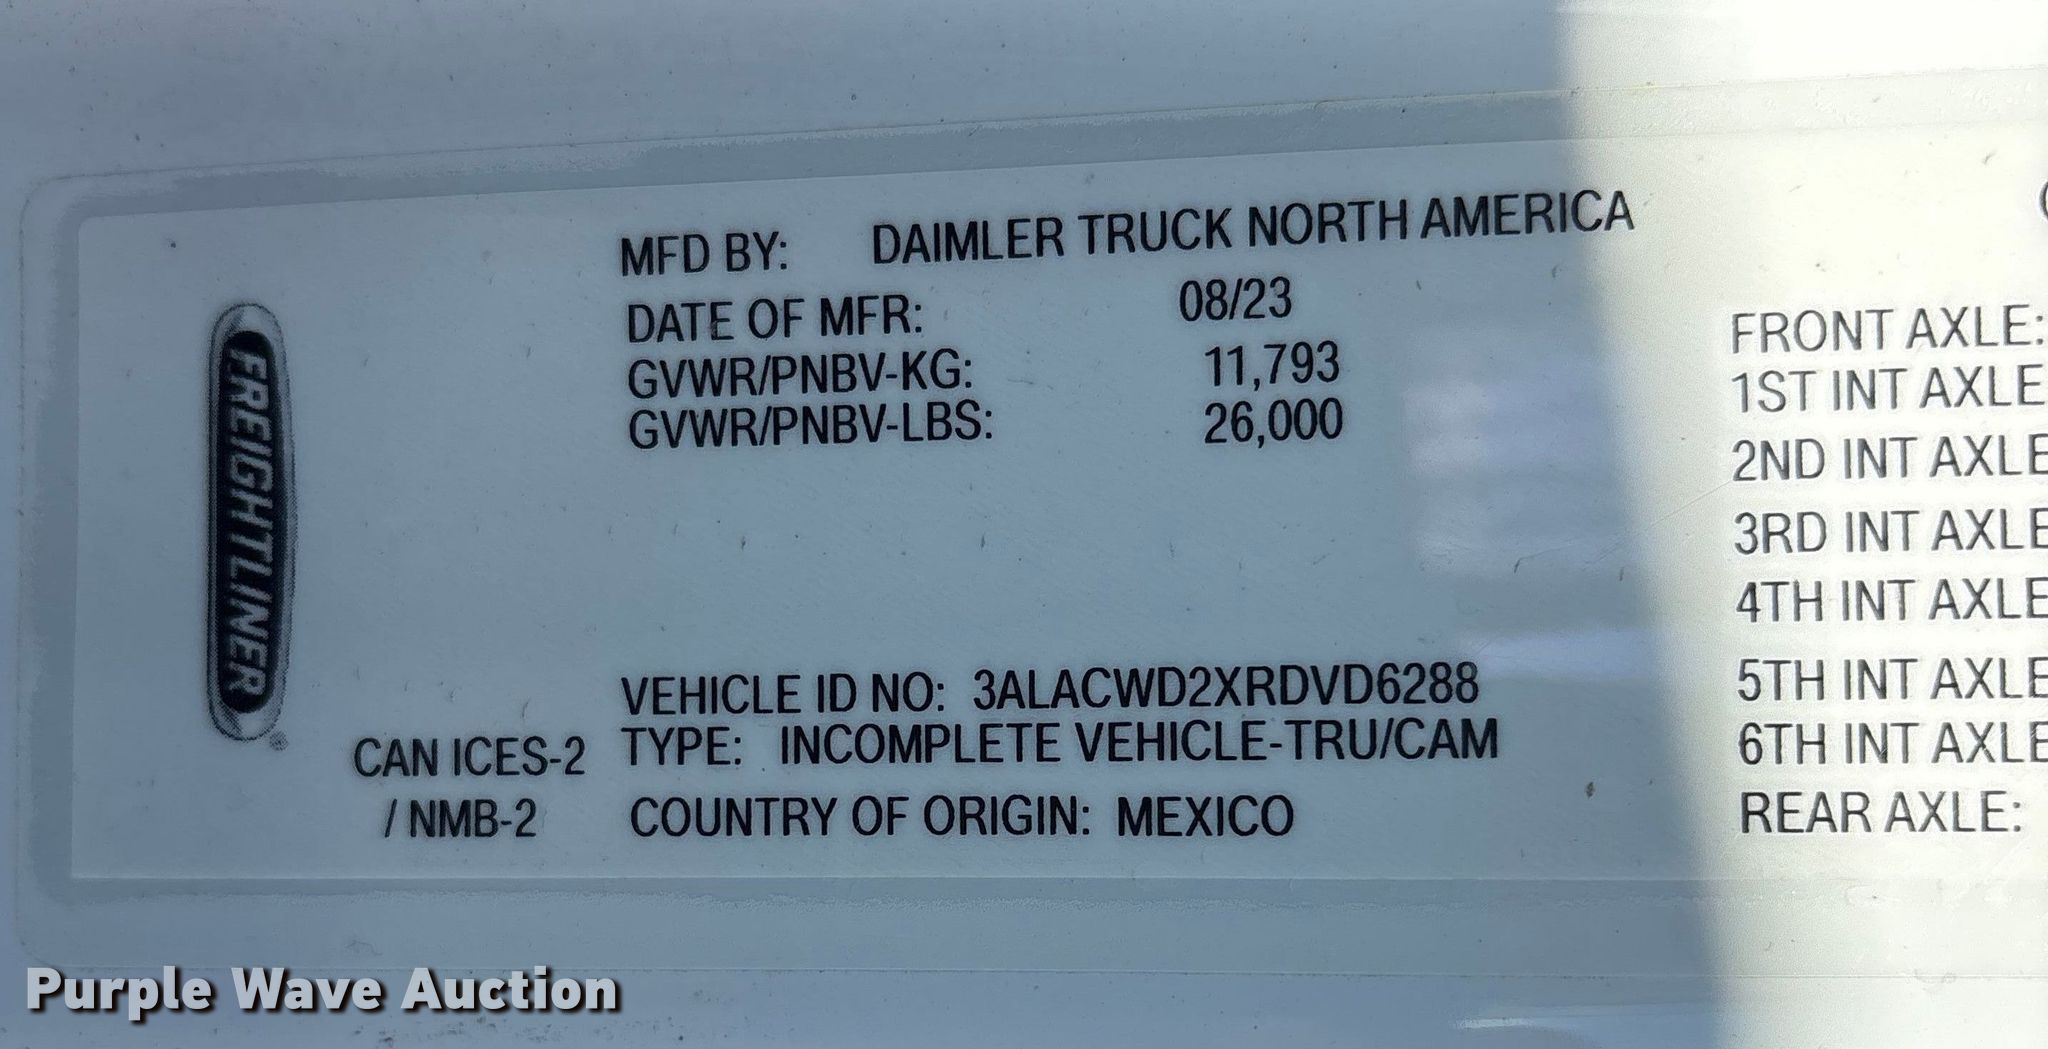 FREIGHTLINER®
MFD BY: DAIMLER TRUCK NORTH AMERICA
DATE OF MFR: 08/23
GVWR/PNBV-KG: 11,793
GVWR/PNBV-LBS: 26,000
VEHICLE ID NO: 3ALACWD2XRDVD6288
CAN ICES-2 TYPE: INCOMPLETE VEHICLE-TRU/CAM
/ NMB-2 COUNTRY OF ORIGIN: MEXICO
FRONT AXLE:
1ST INT AXLE
2ND INT AXLE
3RD INT AXLE
4TH INT AXLE
5TH INT AXLE
6TH INT AXLE
REAR AXLE:
Purple Wave Auction